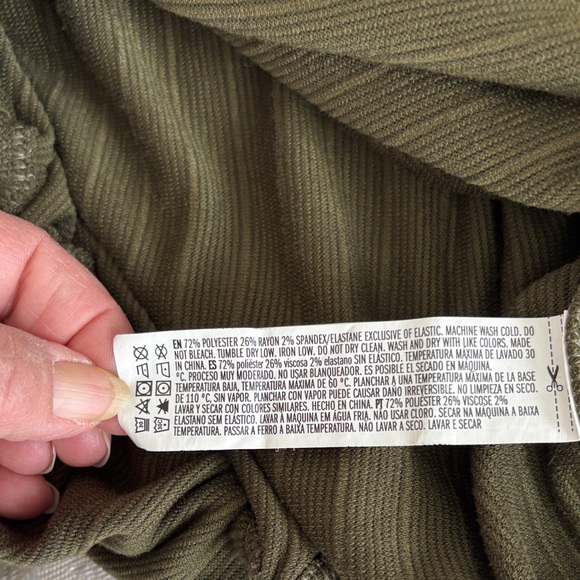 EN 72% POLYESTER 26% RAYON 2% SPANDEX/ELASTANE EXCLUSIVE OF ELASTIC. MACHINE WASH COLD. DO
NOT BLEACH. TUMBLE DRY LOW. IRON LOW. DO NOT DRY CLEAN. WASH AND DRY WITH LIKE COLORS. MADE
IN CHINA. ES 72% poliéster 26% viscosa 2% elastano SIN ELASTICO. TEMPERATURA MÁXIMA DE LAVADO 30
°C. PROCESO MUY MODERADO. NO USAR BLANQUEADOR. ES POSIBLE EL SECADO EN MAQUINA.
TEMPERATURA BAJA, TEMPERATURA MÁXIMA DE 60 °C. PLANCHAR A UNA TEMPERATURA MÁXIMA DE LA BASE
DE 110 °C, SIN VAPOR. PLANCHAR CON VAPOR PUEDE CAUSAR DAÑO IRREVERSIBLE. NO LIMPIEZA EN SECO.
LAVAR Y SECAR CON COLORES SIMILARES. HECHO EN CHINA. PT 72% POLIÉSTER 26% VISCOSE 2%
ELASTANO SEM ELÁSTICO. LAVAR À MÁQUINA EM ÁGUA FRIA. NÃO USAR CLORO. SECAR NA MÁQUINA A BAIXA
TEMPERATURA. PASSAR A FERRO A BAIXA TEMPERATURA. NÃO LAVAR A SECO. LAVAR E SECAR